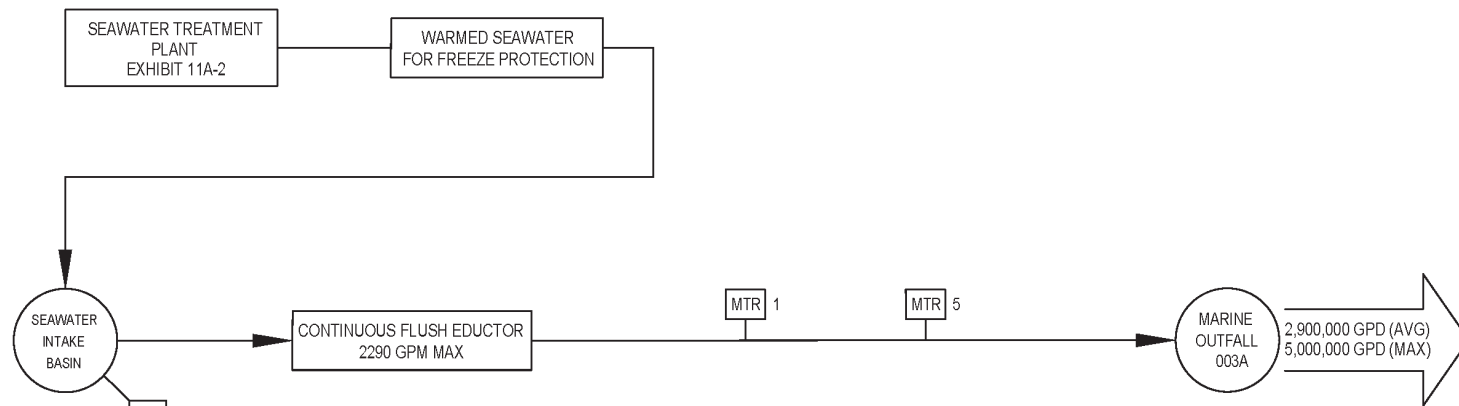 SEAWATER TREATMENT
PLANT
EXHIBIT 11A-2
WARMED SEAWATER
FOR FREEZE PROTECTION
SEAWATER
INTAKE
BASIN
CONTINUOUS FLUSH EDUCTOR
2290 GPM MAX
MTR 1
MTR 5
MARINE
OUTFALL
003A
2,900,000 GPD (AVG)
5,000,000 GPD (MAX)